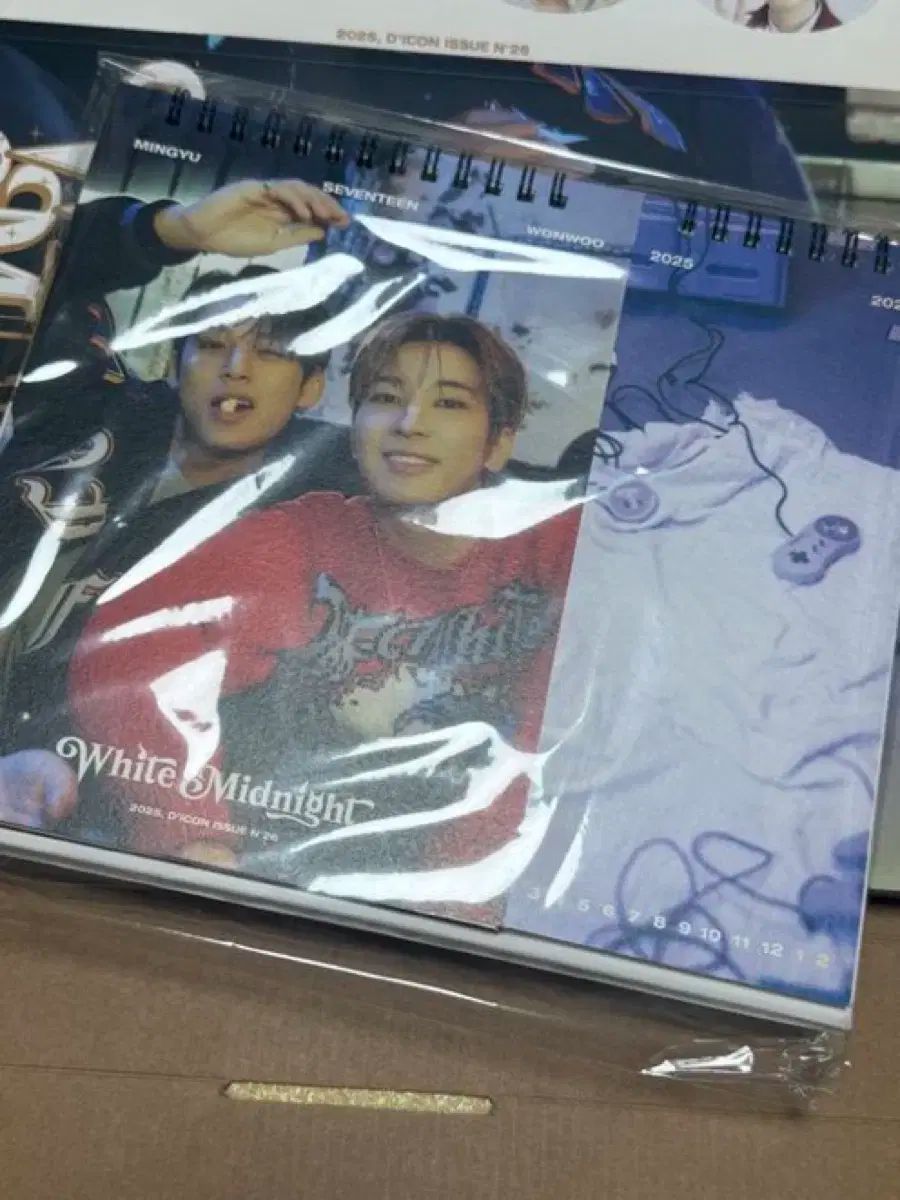 2025, D'ICON ISSUE N°26
MINGYU
SEVENTEEN
WONWOO
2025
White Midnight
2025, D'ICON ISSUE N°26
3 4 5 6 7 8 9 10 11 12 1 2